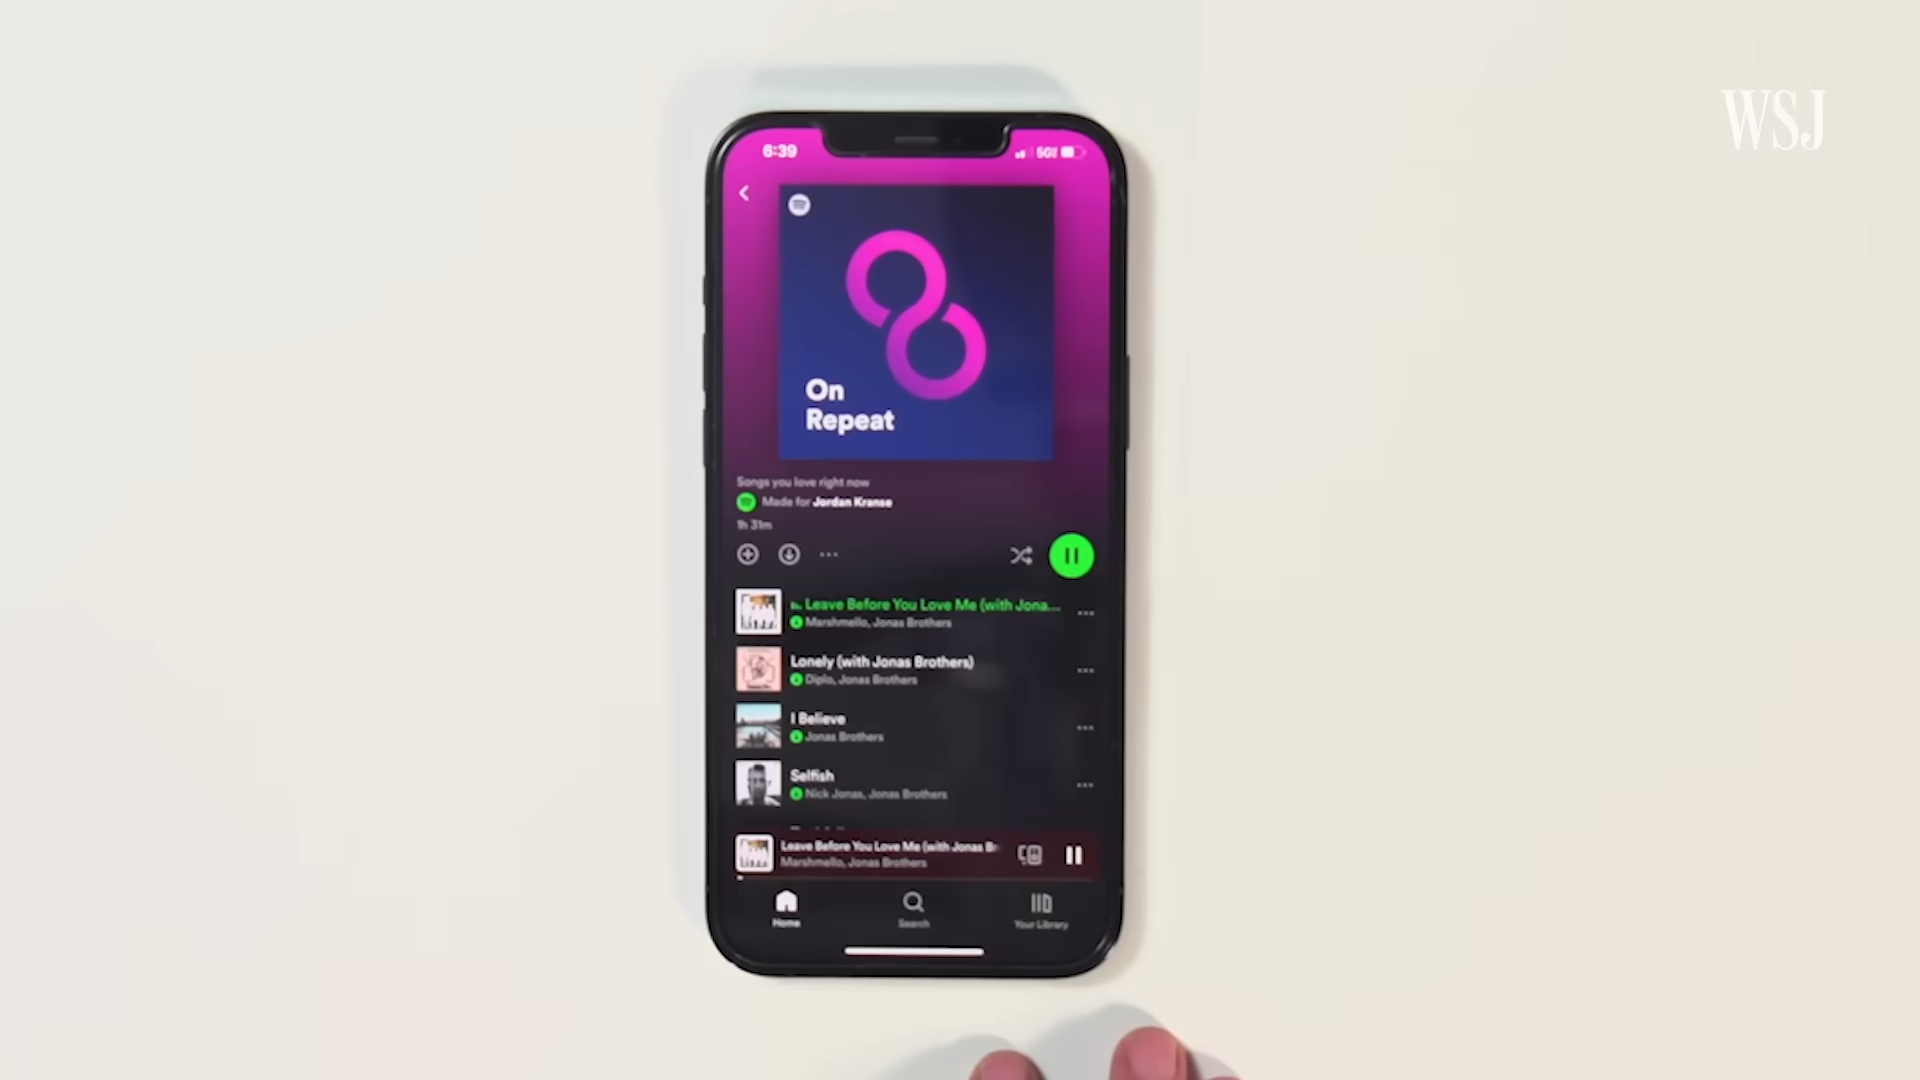 WSJ
6:39
5G
On
Repeat
Songs you love right now
Made for Jordan Kranse
1h 31m
Leave Before You Love Me (with Jona...
Marshmello, Jonas Brothers
Lonely (with Jonas Brothers)
Diplo, Jonas Brothers
I Believe
Jonas Brothers
Selfish
Nick Jonas, Jonas Brothers
Leave Before You Love Me (with Jonas Br
Marshmello, Jonas Brothers
Home
Search
Your Library